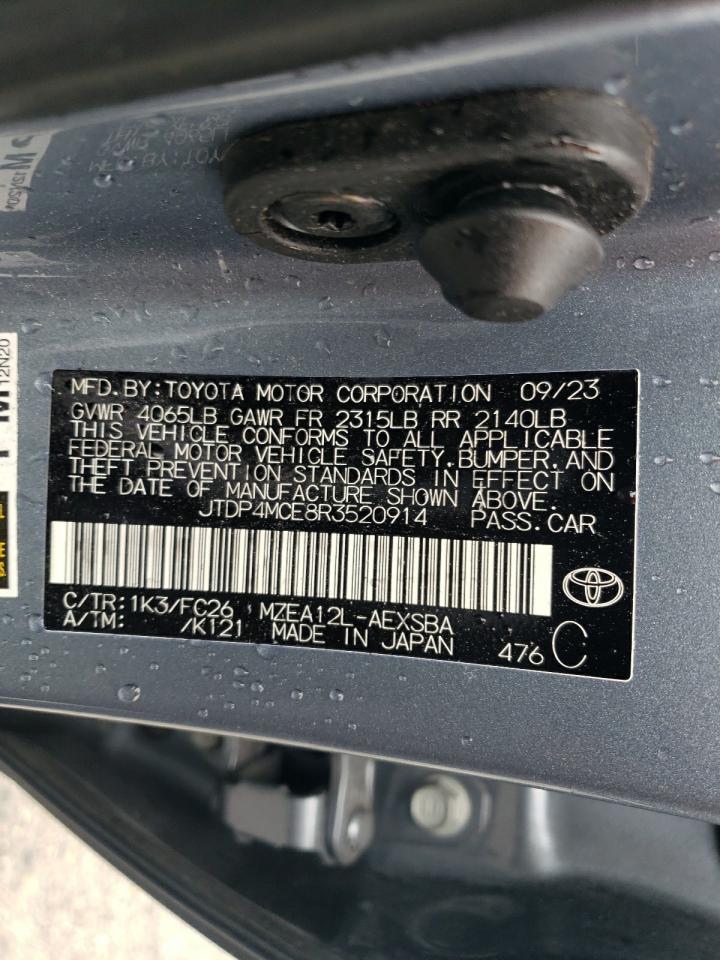 MFD.BY:TOYOTA MOTOR CORPORATION 09/23
GVWR 4065LB GAWR FR 2315LB RR 2140LB
THIS VEHICLE CONFORMS TO ALL APPLICABLE
FEDERAL MOTOR VEHICLE SAFETY,BUMPER,AND
THEFT PREVENTION STANDARDS IN EFFECT ON
THE DATE OF MANUFACTURE SHOWN ABOVE.
JTDP4MCE8R3520914 PASS.CAR
C/TR:1K3/FC26 MZEA12L-AEXSBA
A/TM: /K121 MADE IN JAPAN 476 C
12N20